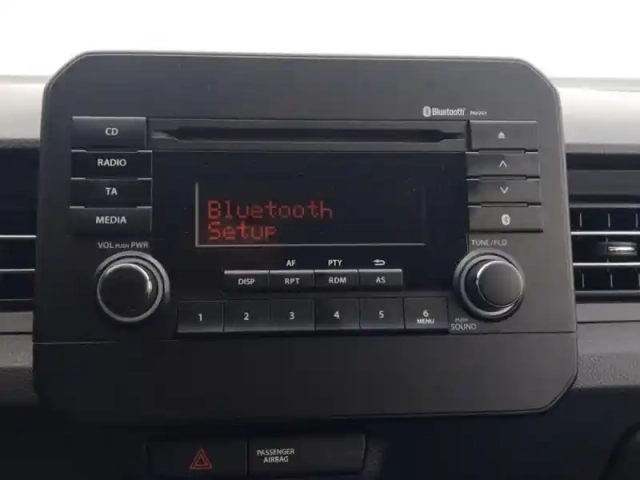 Bluetooth
CD
RADIO
TA
MEDIA
Bluetooth
Setup
VOL PUSH PWR
TUNE/FLD
AF PTY
DISP RPT RDM AS
1 2 3 4 5 6
MENU
PUSH
SOUND
PASSENGER
AIRBAG